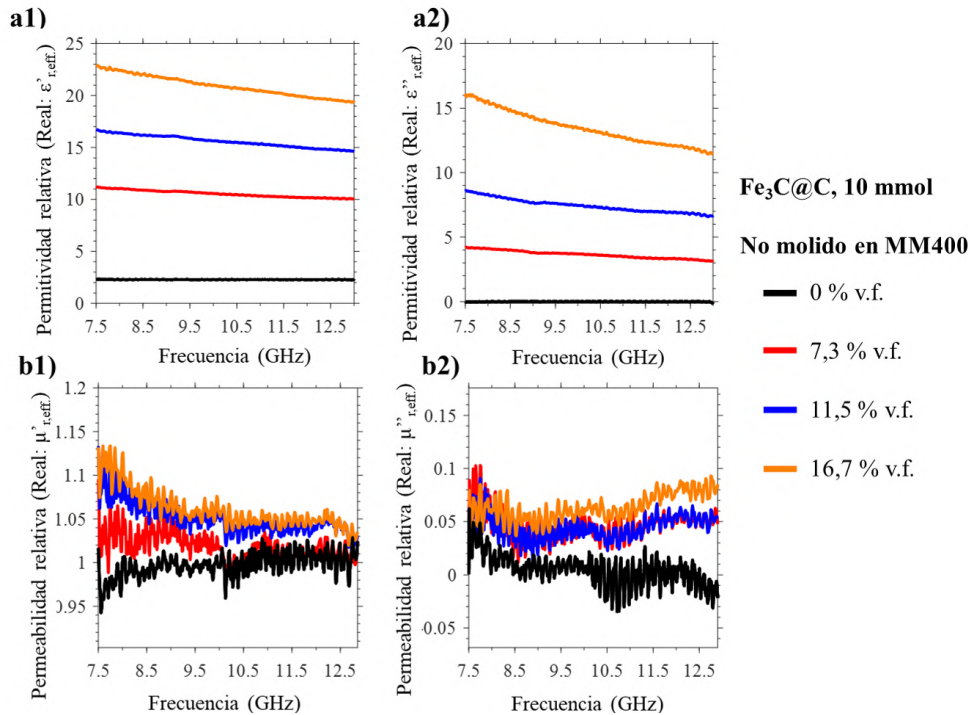 a1)
Permitividad relativa (Real: ε’r,eff.)
25
20
15
10
5
0
7.5
8.5
9.5
10.5
11.5
12.5
Frecuencia (GHz)
a2)
Permitividad relativa (Real: ε’’r,eff.)
20
15
10
5
0
7.5
8.5
9.5
10.5
11.5
12.5
Frecuencia (GHz)
Fe₃C@C, 10 mmol
No molido en MM400
0 % v.f.
7,3 % v.f.
11,5 % v.f.
16,7 % v.f.
b1)
Permeabilidad relativa (Real: μ’r,eff.)
1.2
1.15
1.1
1.05
1
0.95
0.9
7.5
8.5
9.5
10.5
11.5
12.5
Frecuencia (GHz)
b2)
Permeabilidad relativa (Real: μ’’r,eff.)
0.15
0.1
0.05
0
0.05
7.5
8.5
9.5
10.5
11.5
12.5
Frecuencia (GHz)